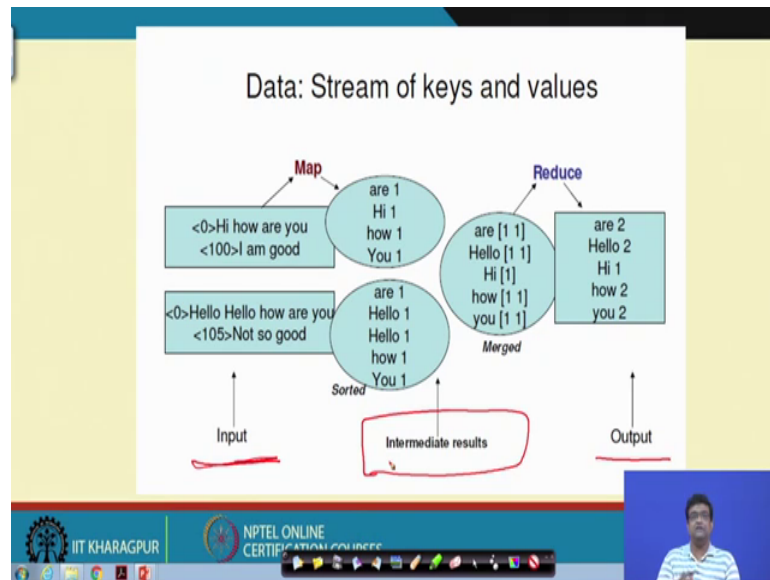 Data: Stream of keys and values
Map
Reduce
<0>Hi how are you
<100>I am good
are 1
Hi 1
how 1
You 1
<0>Hello Hello how are you
<105>Not so good
are 1
Hello 1
Hello 1
how 1
You 1
Sorted
are [1 1]
Hello [1 1]
Hi [1]
how [1 1]
you [1 1]
Merged
are 2
Hello 2
Hi 1
how 2
you 2
Input
Intermediate results
Output
IIT KHARAGPUR
NPTEL ONLINE
CERTIFICATION COURSES